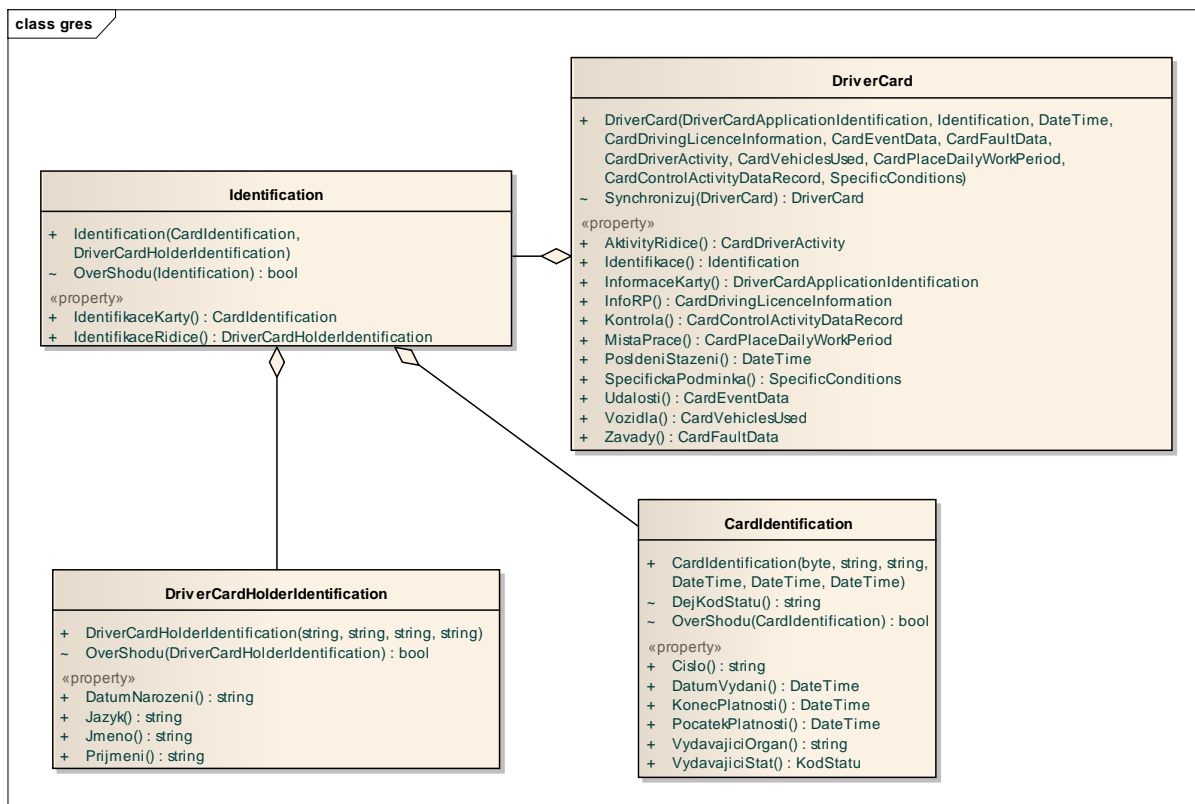 class gres
DriverCard
+ DriverCard(DriverCardApplicationIdentification, Identification, DateTime,
CardDrivingLicenceInformation, CardEventData, CardFaultData,
CardDriverActivity, CardVehiclesUsed, CardPlaceDailyWorkPeriod,
CardControlActivityDataRecord, SpecificConditions)
~ Synchronizuj(DriverCard) : DriverCard
«property»
+ AktivityRidice() : CardDriverActivity
+ Identifikace() : Identification
+ InformaceKarty() : DriverCardApplicationIdentification
+ InfoRP() : CardDrivingLicenceInformation
+ Kontrola() : CardControlActivityDataRecord
+ MistaPrace() : CardPlaceDailyWorkPeriod
+ PosldeniStazeni() : DateTime
+ SpecifickaPodminka() : SpecificConditions
+ Udalosti() : CardEventData
+ Vozidla() : CardVehiclesUsed
+ Zavady() : CardFaultData
Identification
+ Identification(CardIdentification,
DriverCardHolderIdentification)
~ OverShodu(Identification) : bool
«property»
+ IdentifikaceKarty() : CardIdentification
+ IdentifikaceRidice() : DriverCardHolderIdentification
CardIdentification
+ CardIdentification(byte, string, string,
DateTime, DateTime, DateTime)
~ DejKodStatu() : string
~ OverShodu(CardIdentification) : bool
«property»
+ Cislo() : string
+ DatumVydani() : DateTime
+ KonecPlatnosti() : DateTime
+ PocatekPlatnosti() : DateTime
+ VydavajiciOrgan() : string
+ VydavajiciStat() : KodStatu
DriverCardHolderIdentification
+ DriverCardHolderIdentification(string, string, string, string)
~ OverShodu(DriverCardHolderIdentification) : bool
«property»
+ DatumNarozeni() : string
+ Jazyk() : string
+ Jmeno() : string
+ Prijmeni() : string